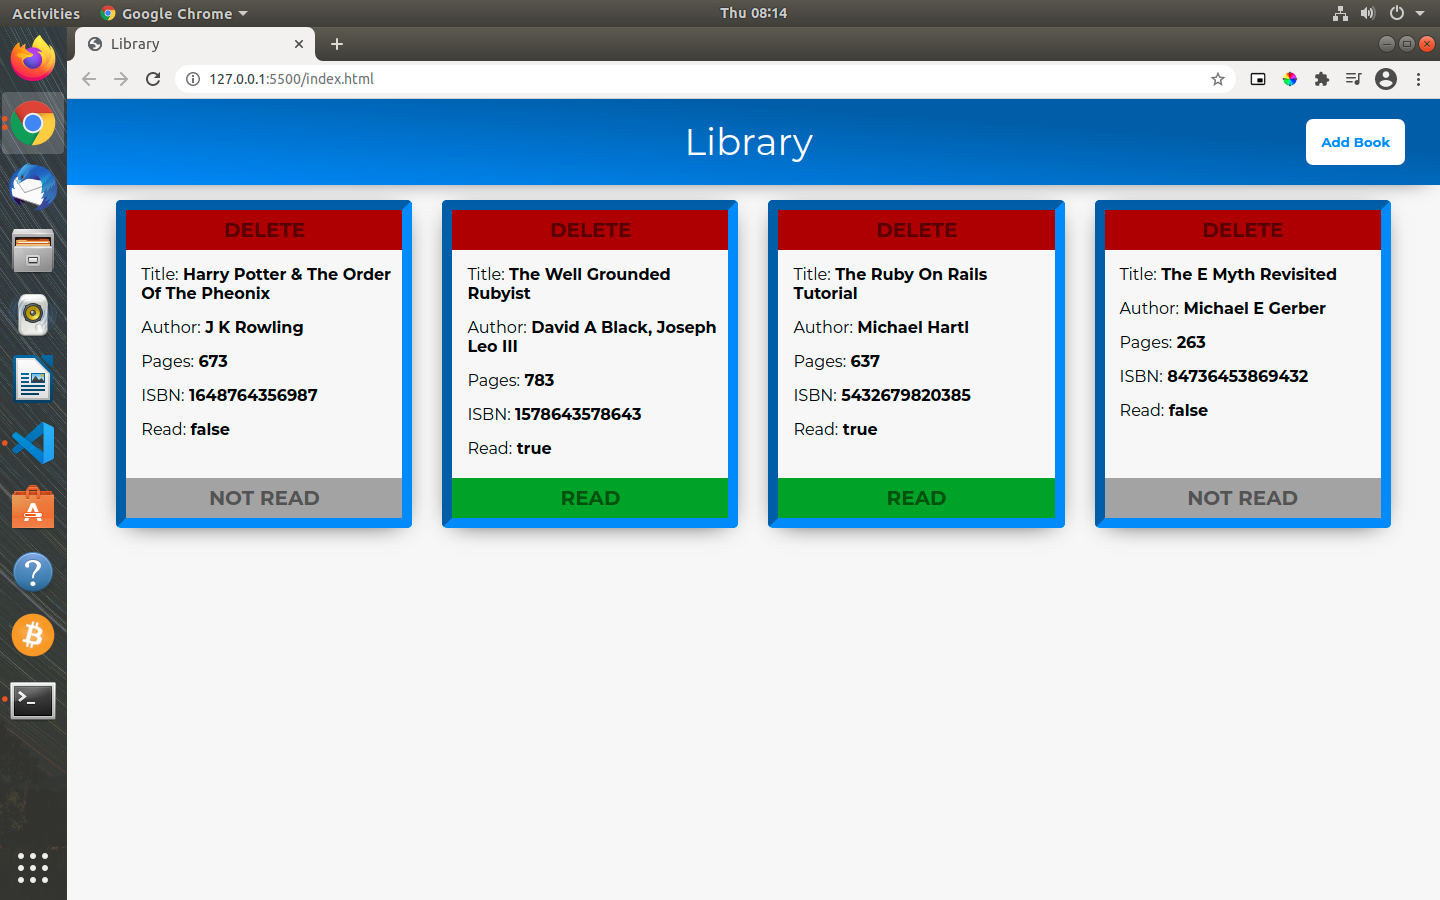 Activities
Google Chrome
Thu 08:14
Library
127.0.0.1:5500/index.html
Library
Add Book
DELETE
Title: Harry Potter & The Order
Of The Pheonix
Author: J K Rowling
Pages: 673
ISBN: 1648764356987
Read: false
NOT READ
DELETE
Title: The Well Grounded
Rubyist
Author: David A Black, Joseph
Leo III
Pages: 783
ISBN: 1578643578643
Read: true
READ
DELETE
Title: The Ruby On Rails
Tutorial
Author: Michael Hartl
Pages: 637
ISBN: 5432679820385
Read: true
READ
DELETE
Title: The E Myth Revisited
Author: Michael E Gerber
Pages: 263
ISBN: 84736453869432
Read: false
NOT READ